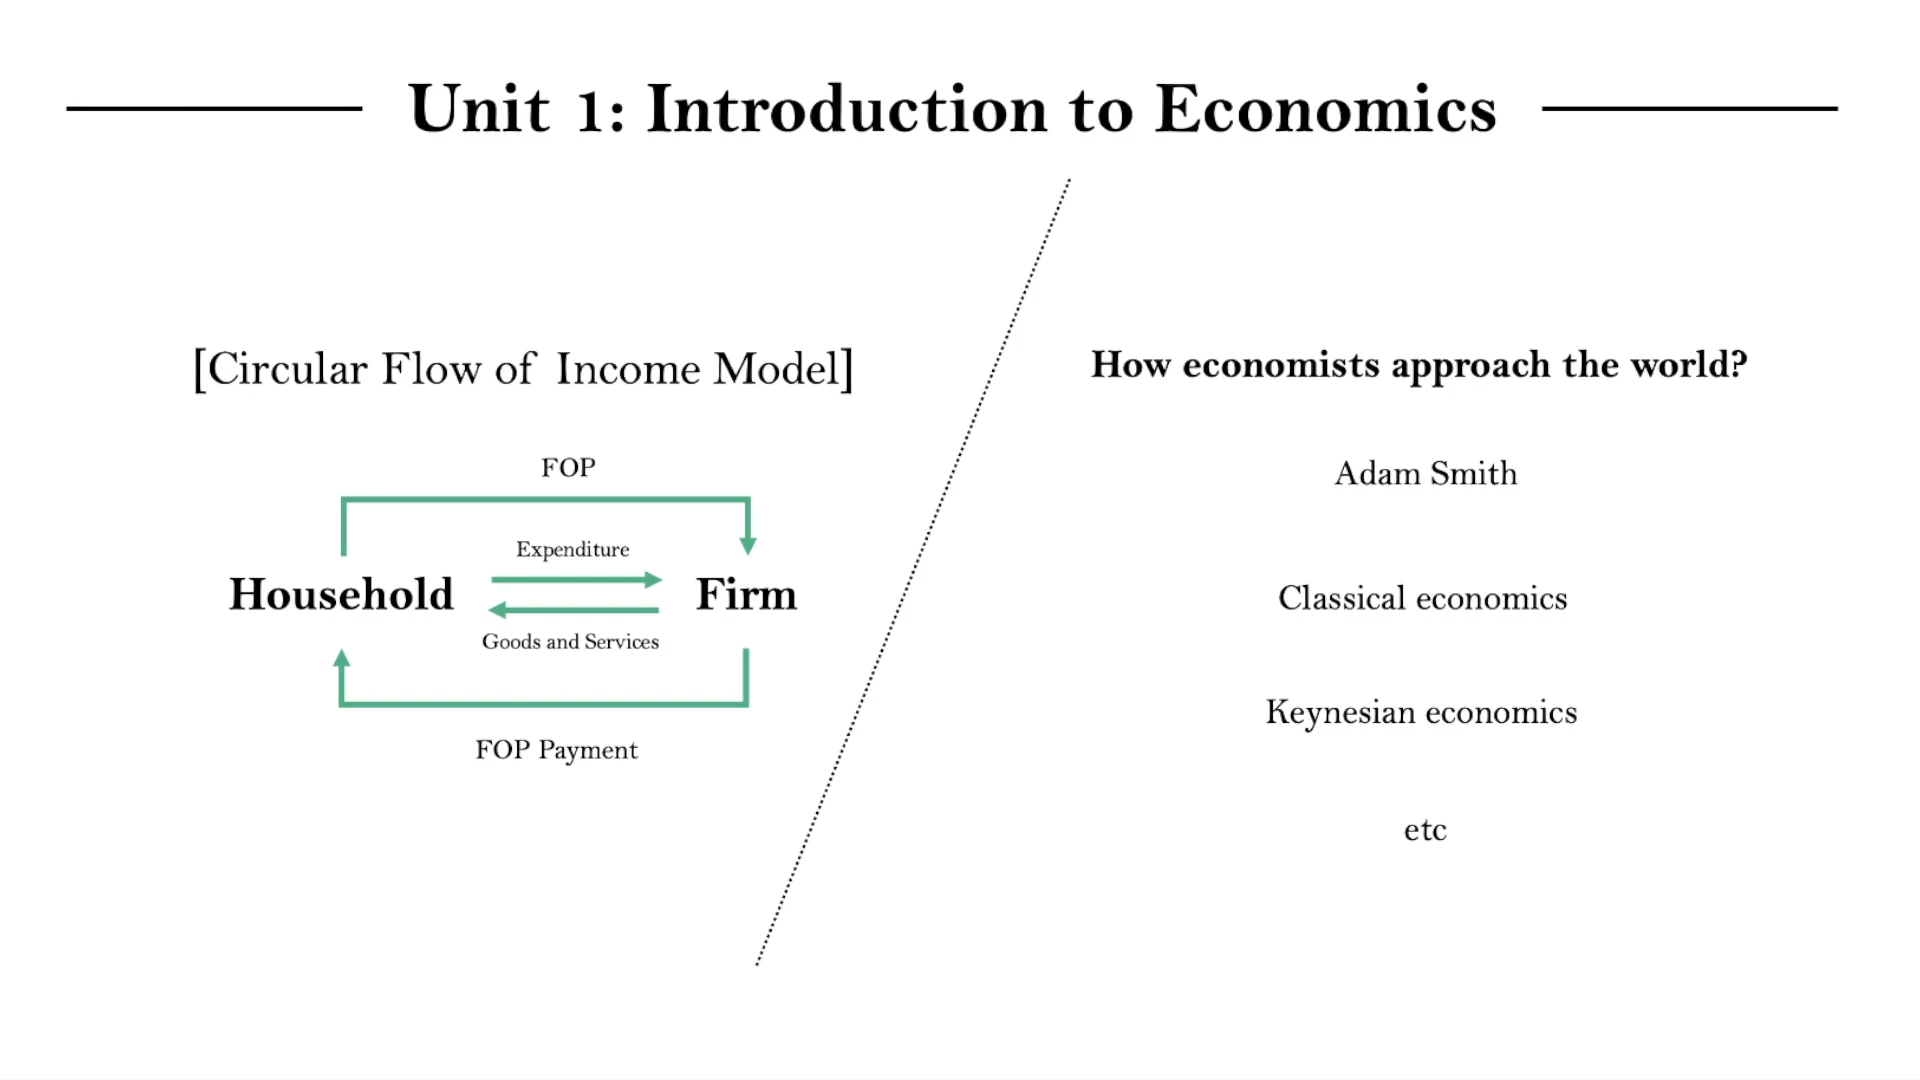 Unit 1: Introduction to Economics
[Circular Flow of Income Model]
FOP
Expenditure
Household
Firm
Goods and Services
FOP Payment
How economists approach the world?
Adam Smith
Classical economics
Keynesian economics
etc